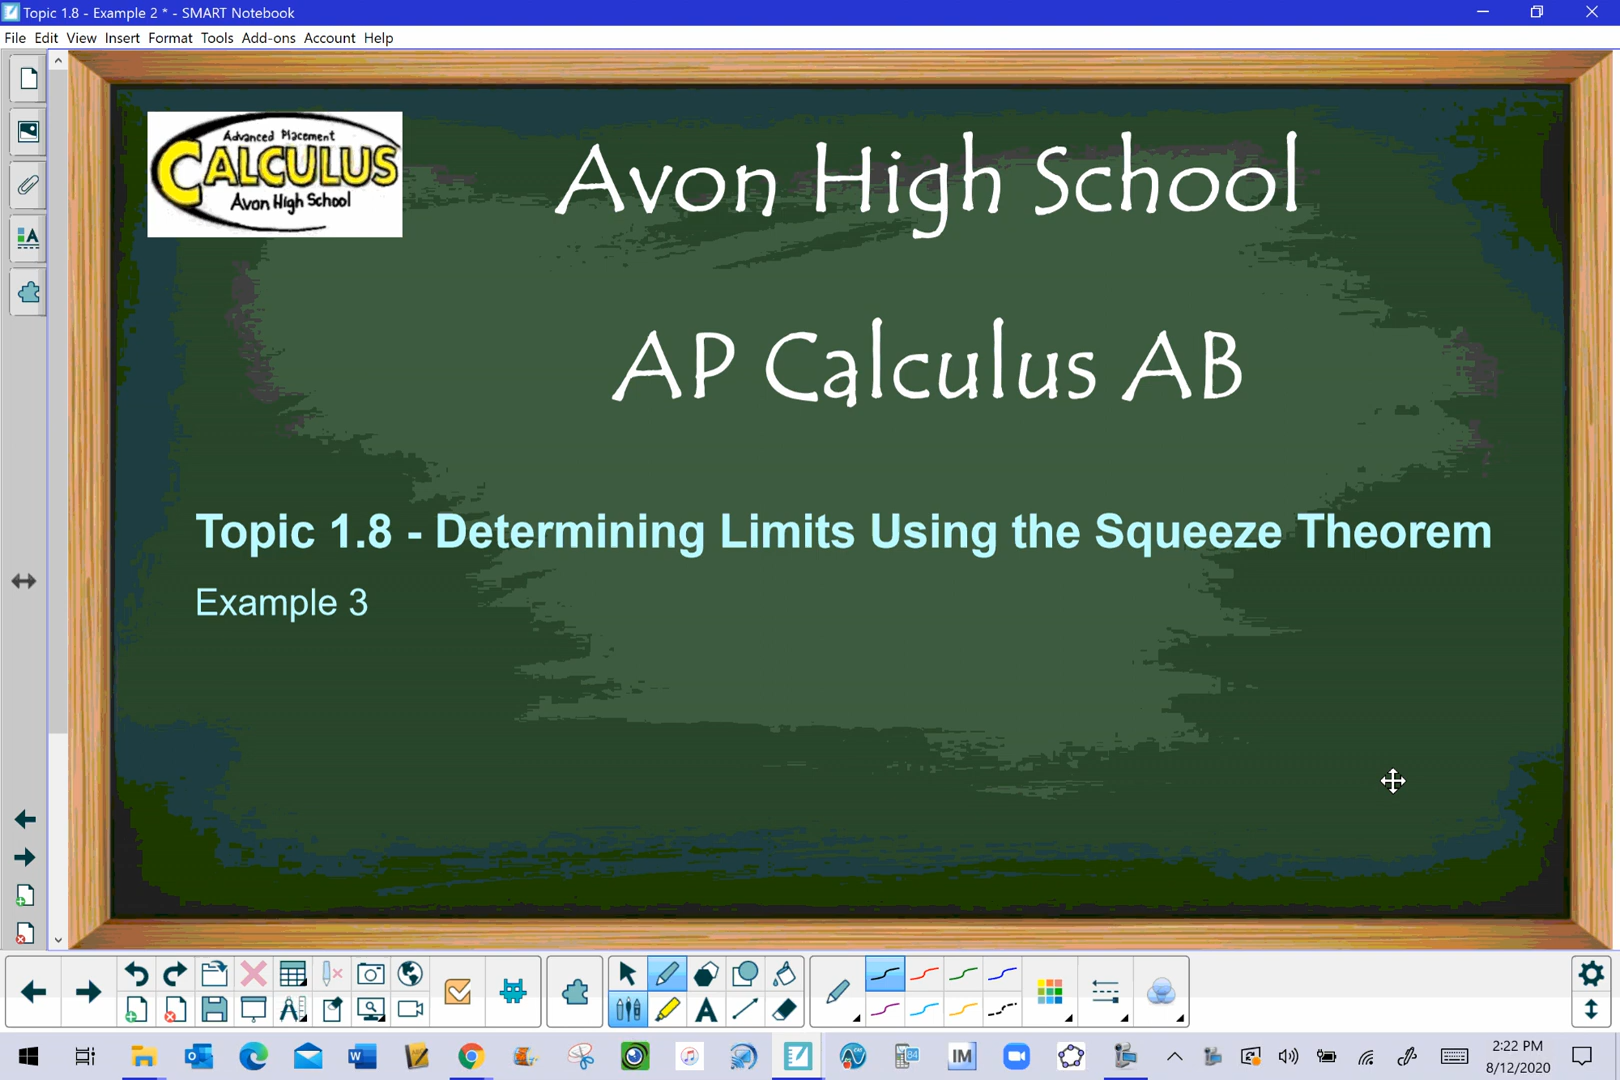 Topic 1.8 - Example 2 * - SMART Notebook
File Edit View Insert Format Tools Add-ons Account Help
Advanced Placement
CALCULUS
Avon High School
Avon High School
AP Calculus AB
Topic 1.8 - Determining Limits Using the Squeeze Theorem
Example 3
2:22 PM
8/12/2020